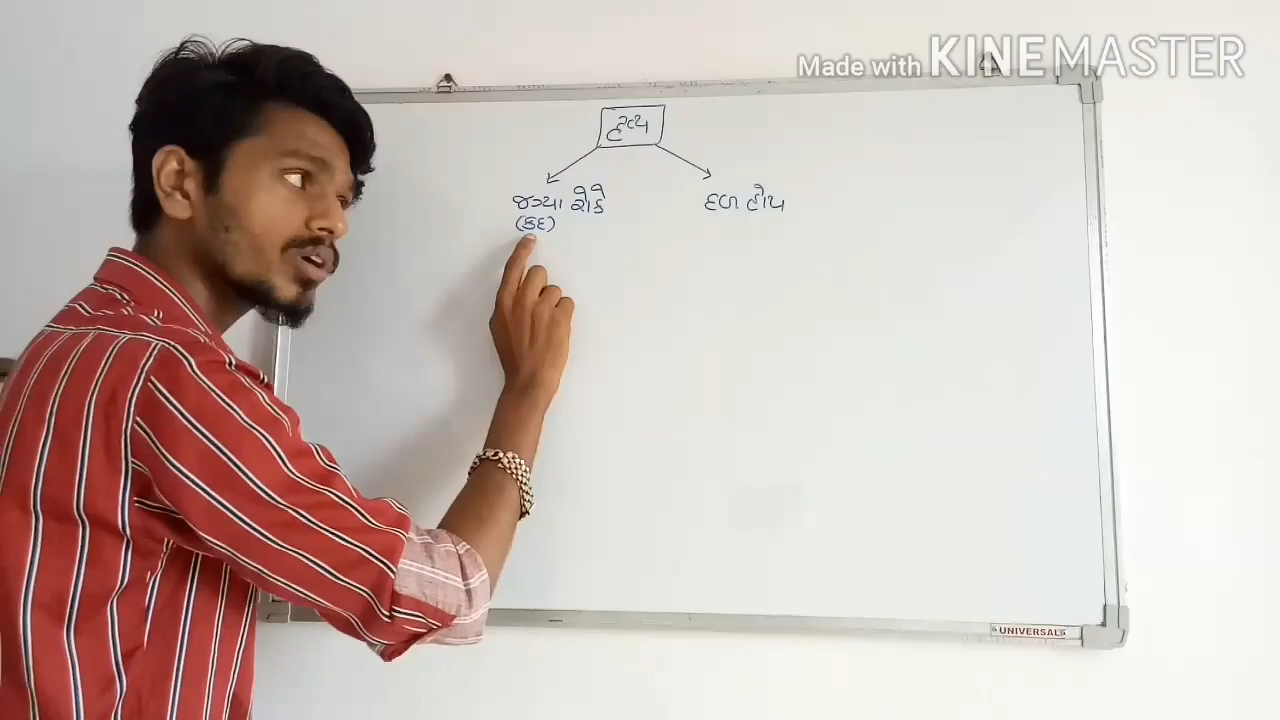 Made with KINEMASTER
દ્રવ્ય
જગ્યા રોકે
દળ હોય
(કદ)
UNIVERSAL